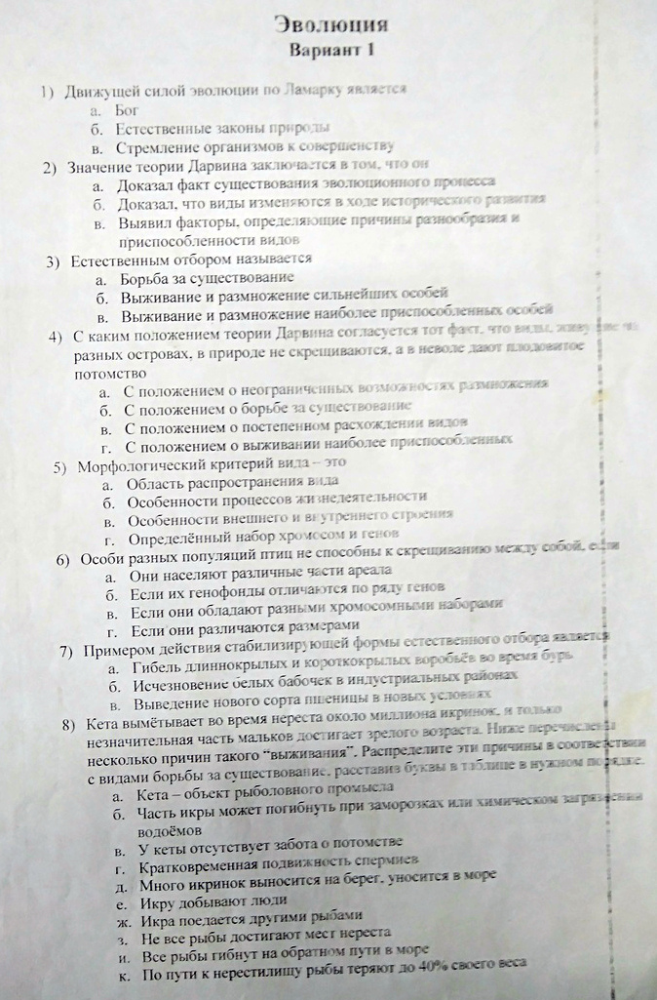 Эволюция
Вариант 1
1) Движущей силой эволюции по Ламарку является
а. Бог
б. Естественные законы природы
в. Стремление организмов к совершенству
2) Значение теории Дарвина заключается в том, что он
а. Доказал факт существования эволюционного процесса
б. Доказал, что виды изменяются в ходе исторического развития
в. Выявил факторы, определяющие причины разнообразия и
приспособленности видов
3) Естественным отбором называется
а. Борьба за существование
б. Выживание и размножение сильнейших особей
в. Выживание и размножение наиболее приспособленных особей
4) С каким положением теории Дарвина согласуется тот факт, что виды, живущие на
разных островах, в природе не скрещиваются, а в неволе дают плодовитое
потомство
а. С положением о неограниченных возможностях размножения
б. С положением о борьбе за существование
в. С положением о постепенном расхождении видов
г. С положением о выживании наиболее приспособленных
5) Морфологический критерий вида – это
а. Область распространения вида
б. Особенности процессов жизнедеятельности
в. Особенности внешнего и внутреннего строения
г. Определённый набор хромосом и генов
6) Особи разных популяций птиц не способны к скрещиванию между собой, если
а. Они населяют различные части ареала
б. Если их генофонды отличаются по ряду генов
в. Если они обладают разными хромосомными наборами
г. Если они различаются размерами
7) Примером действия стабилизирующей формы естественного отбора является
а. Гибель длиннокрылых и короткокрылых воробьёв во время бурь
б. Исчезновение белых бабочек в индустриальных районах
в. Выведение нового сорта пшеницы в новых условиях
8) Кета вымётывает во время нереста около миллиона икринок, и только
незначительная часть мальков достигает зрелого возраста. Ниже перечислены
несколько причин такого “выживания”. Распределите эти причины в соответствии
с видами борьбы за существование, расставив буквы в таблице в нужном порядке.
а. Кета – объект рыболовного промысла
б. Часть икры может погибнуть при заморозках или химическом загрязнении
водоёмов
в. У кеты отсутствует забота о потомстве
г. Кратковременная подвижность спермиев
д. Много икринок выносится на берег, уносится в море
е. Икру добывают люди
ж. Икра поедается другими рыбами
з. Не все рыбы достигают мест нереста
и. Все рыбы гибнут на обратном пути в море
к. По пути к нерестилищу рыбы теряют до 40% своего веса